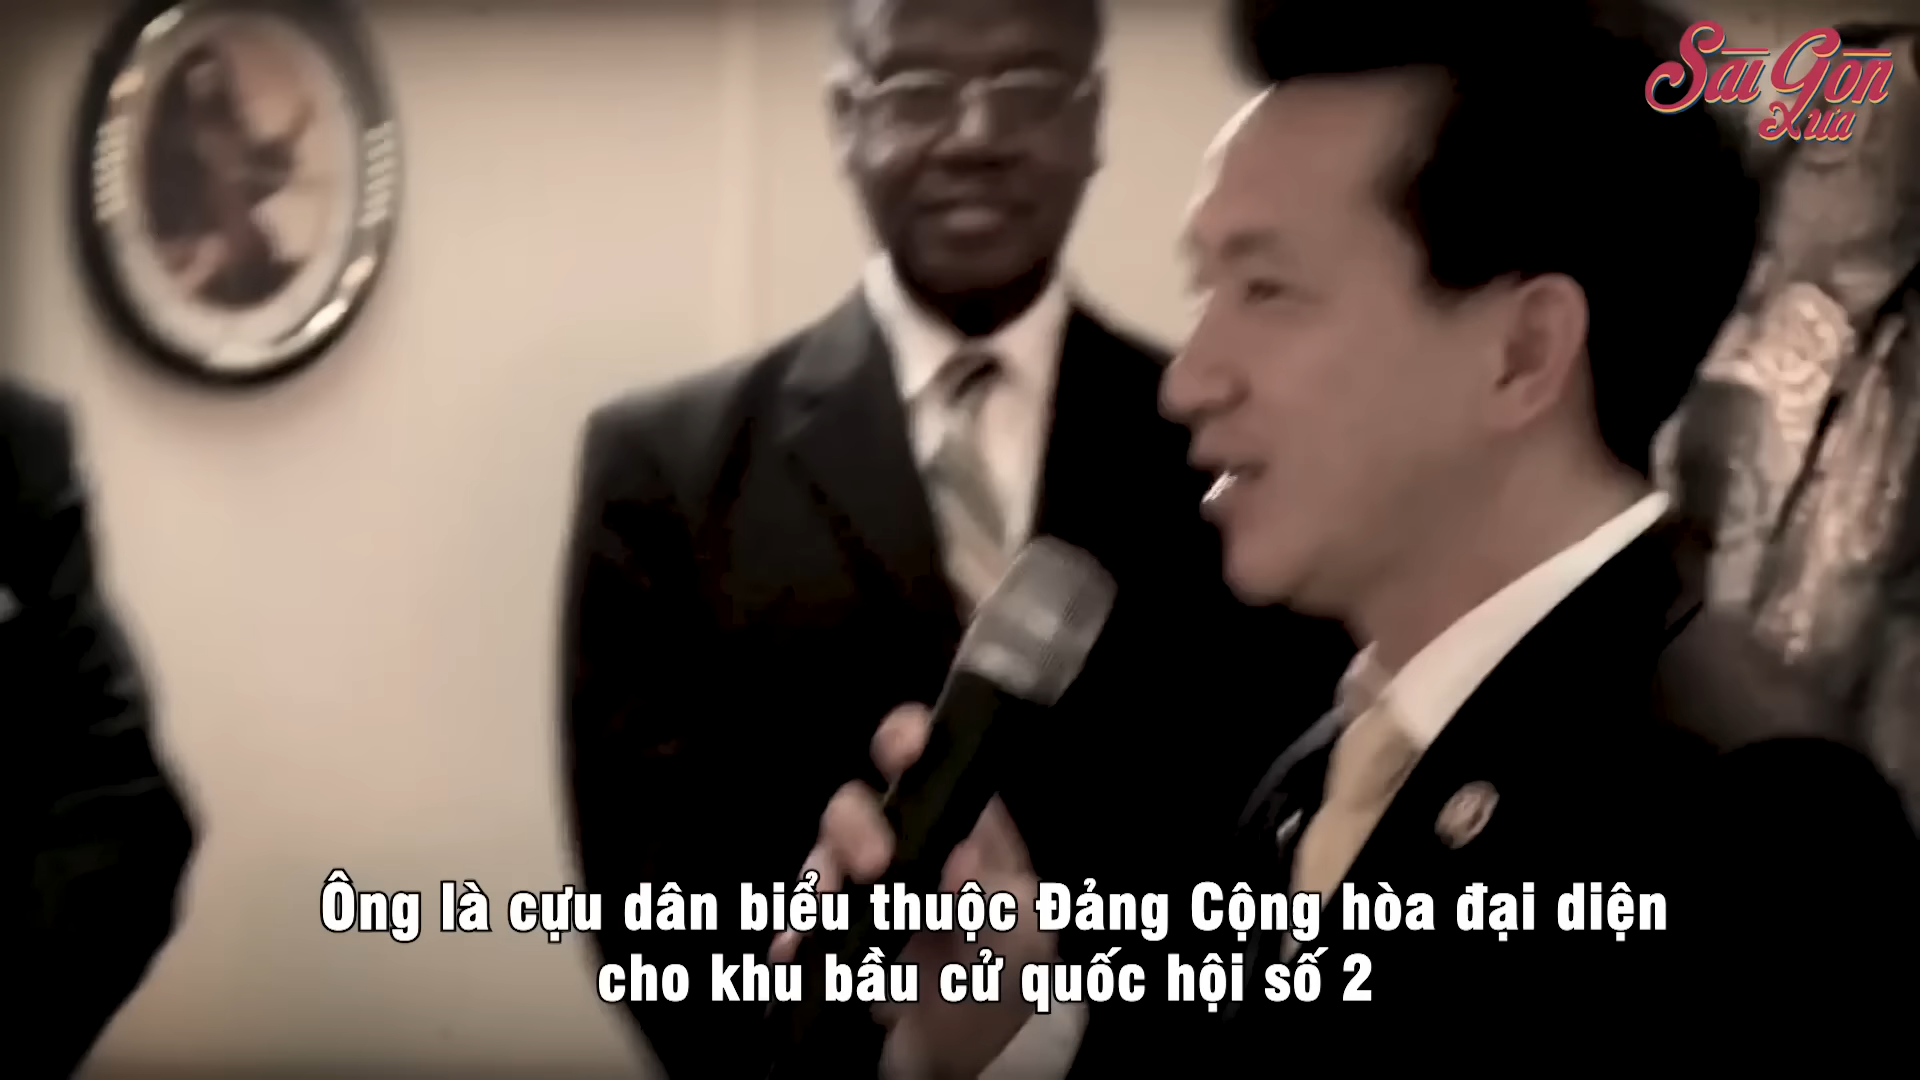 Sài Gòn
Xưa
Ông là cựu dân biểu thuộc Đảng Cộng hòa đại diện
cho khu bầu cử quốc hội số 2